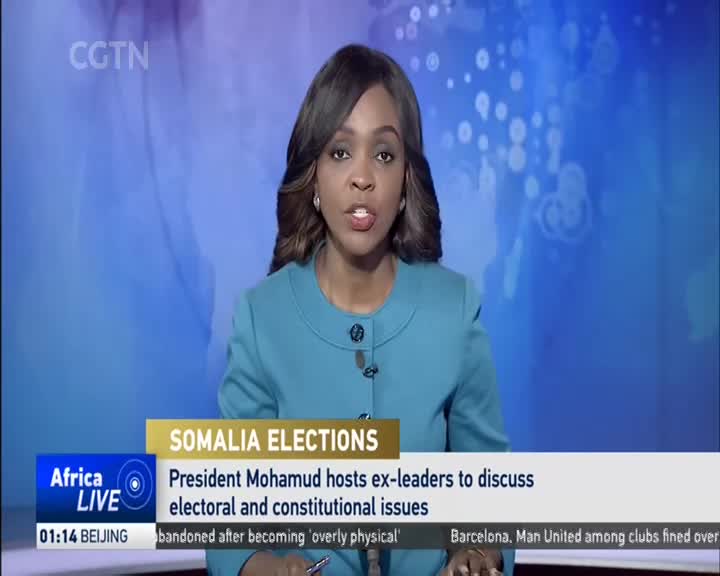 CGTN
SOMALIA ELECTIONS
President Mohamud hosts ex-leaders to discuss
electoral and constitutional issues
Africa
LIVE
01:14 BEIJING
abandoned after becoming 'overly physical' Barcelona, Man United among clubs fined over